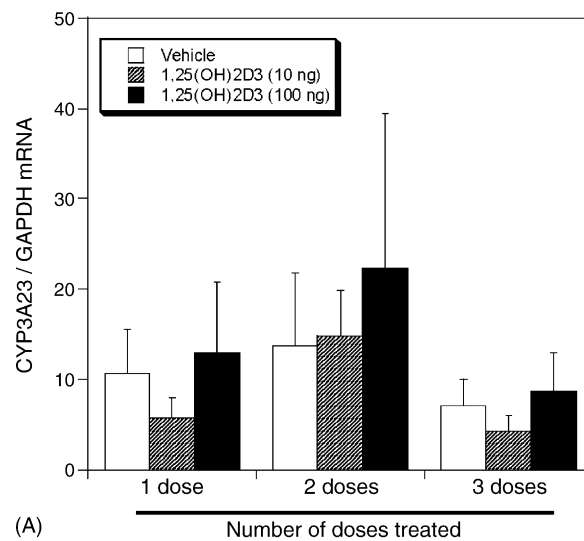 50
40
30
20
10
0
CYP3A23 / GAPDH mRNA
Vehicle
1,25(OH)2D3 (10 ng)
1,25(OH)2D3 (100 ng)
1 dose
2 doses
3 doses
Number of doses treated
(A)